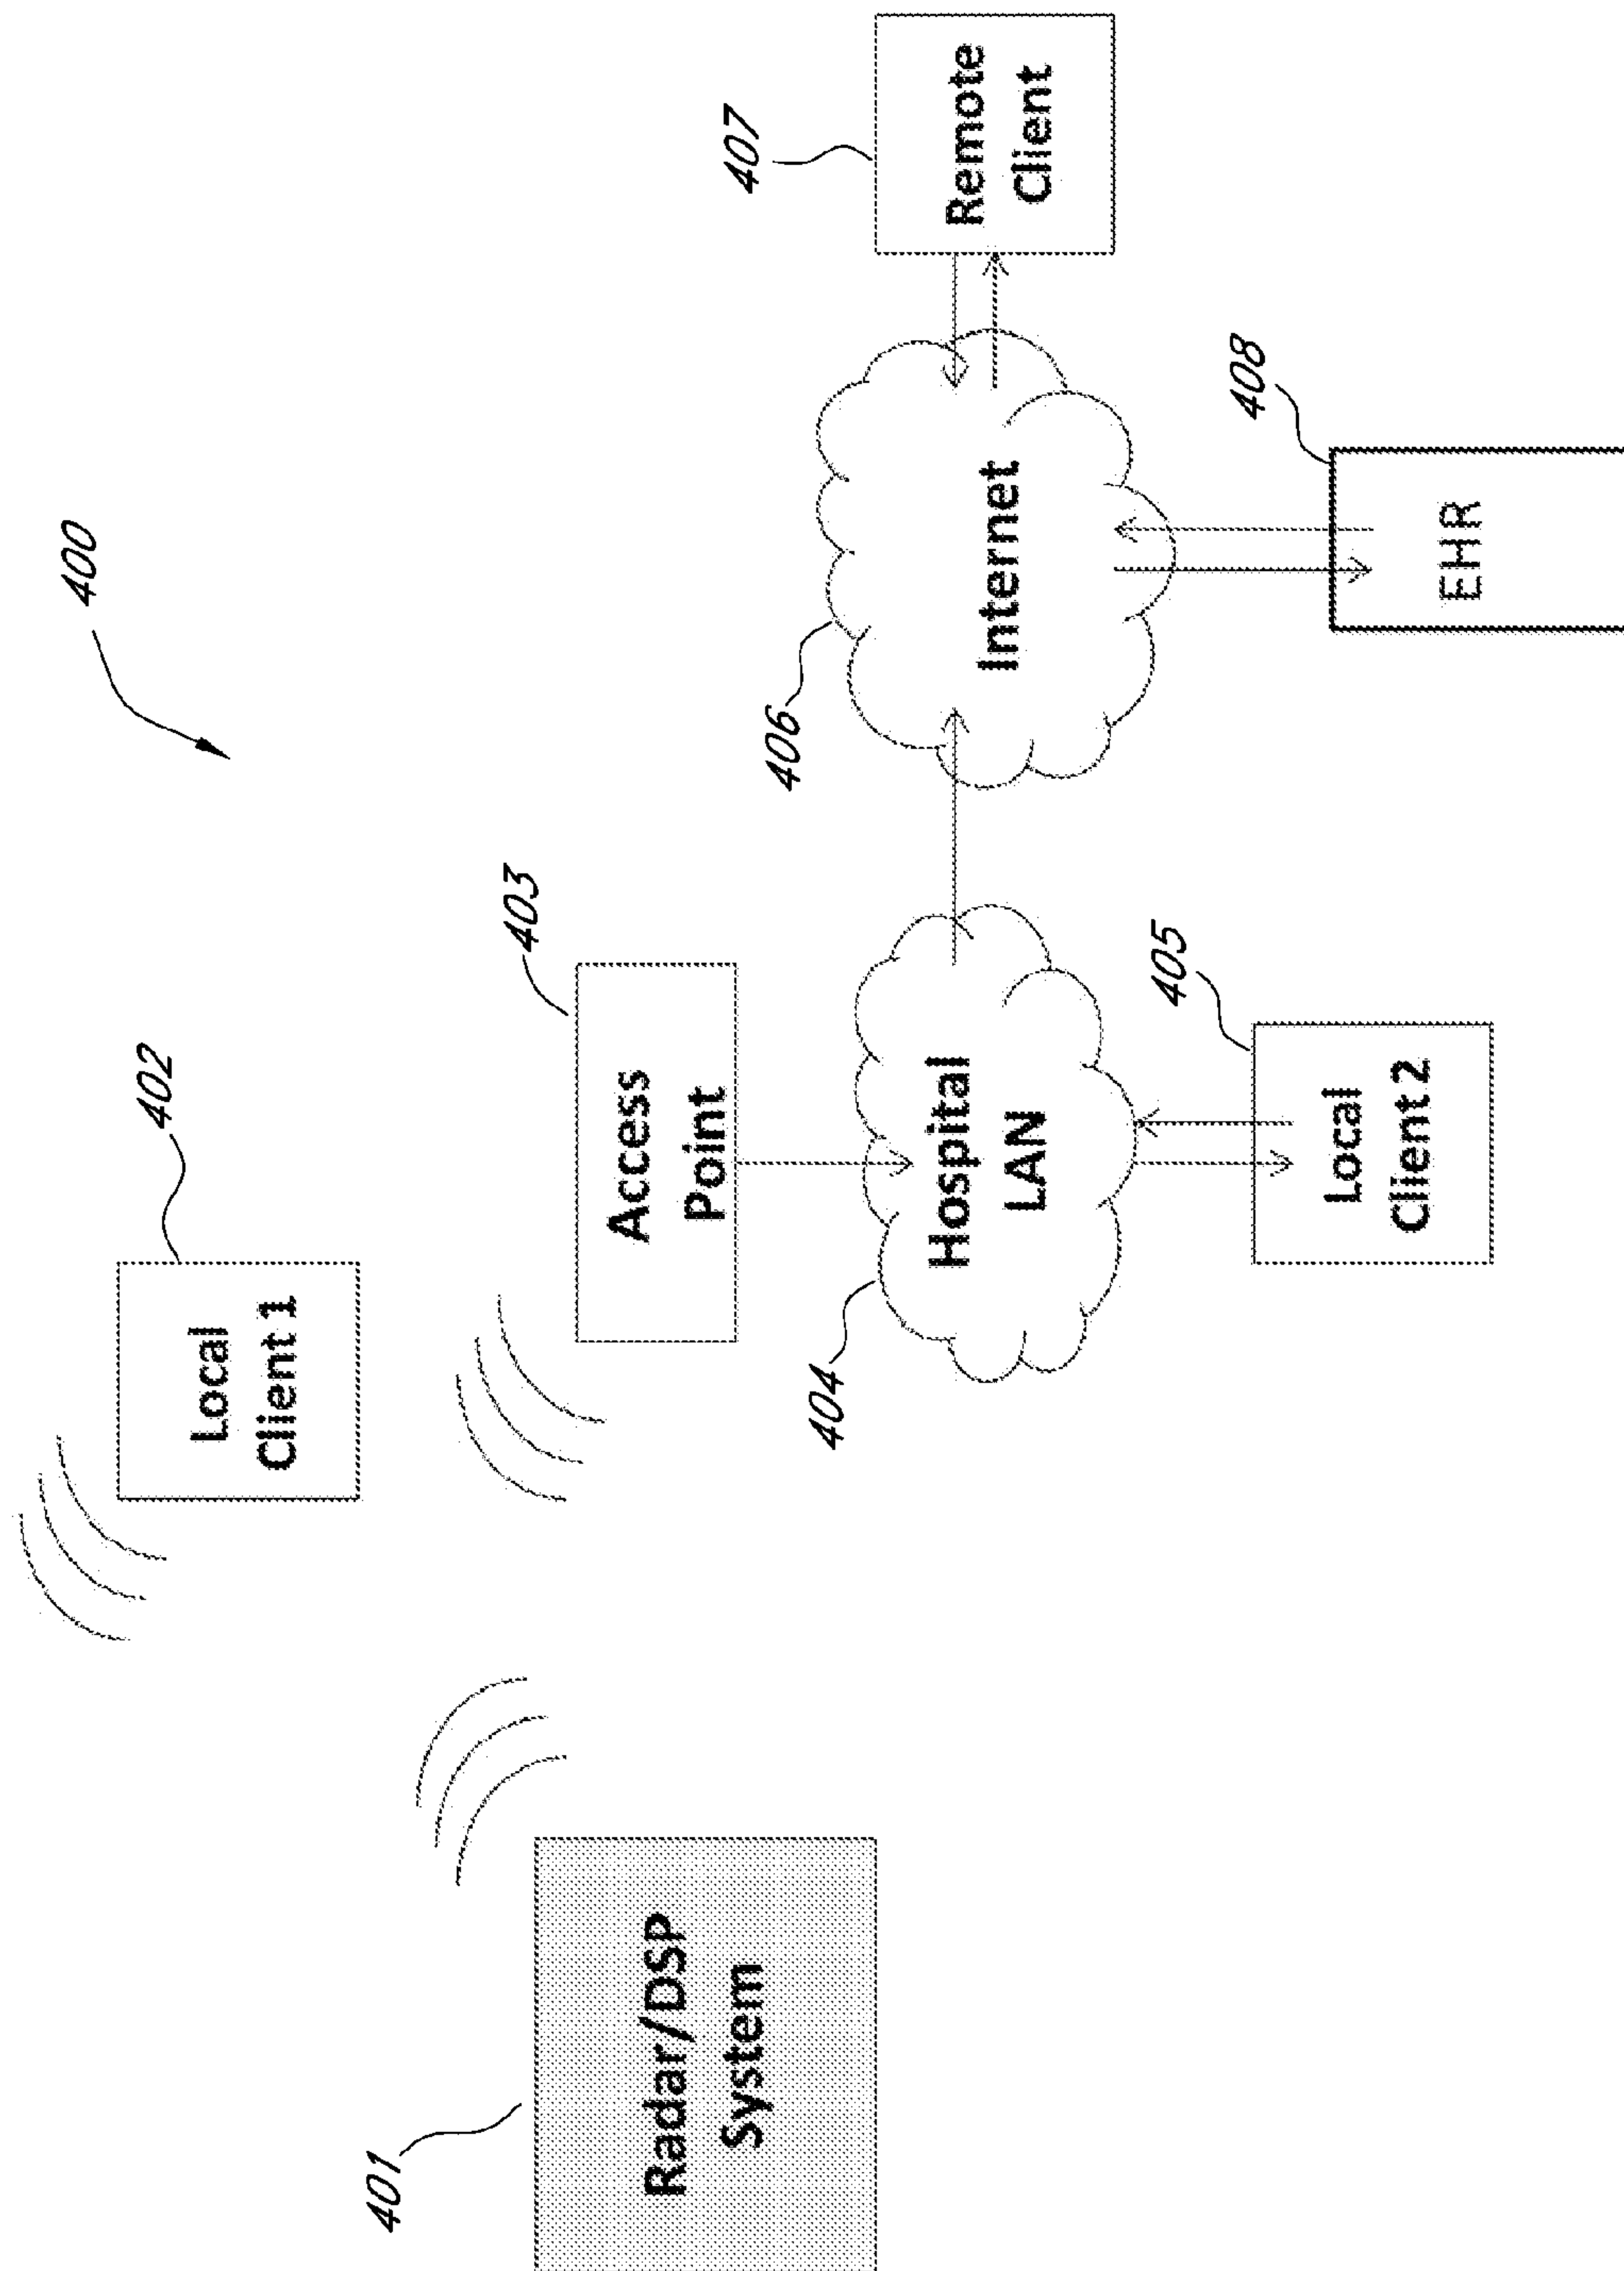 400
402
Local
Client 1
403
Access
Point
401
Radar/DSP
System
404
Hospital
LAN
406
Internet
407
Remote
Client
405
Local
Client 2
408
EHR